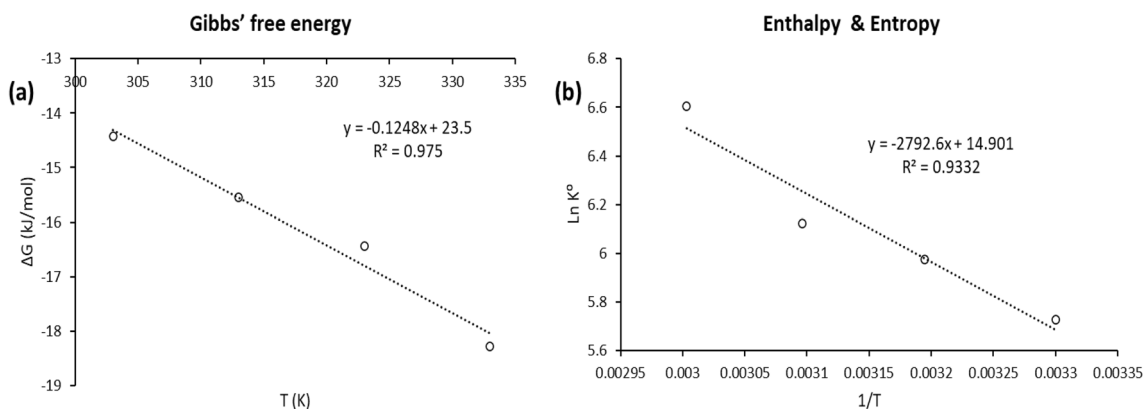 Gibbs’ free energy
(a)
ΔG (kJ/mol)
-13
-14
-15
-16
-17
-18
-19
300 305 310 315 320 325 330 335
y = -0.1248x + 23.5
R² = 0.975
T (K)
Enthalpy & Entropy
(b)
Ln K°
6.8
6.6
6.4
6.2
6
5.8
5.6
y = -2792.6x + 14.901
R² = 0.9332
0.00295 0.003 0.00305 0.0031 0.00315 0.0032 0.00325 0.0033 0.00335
1/T